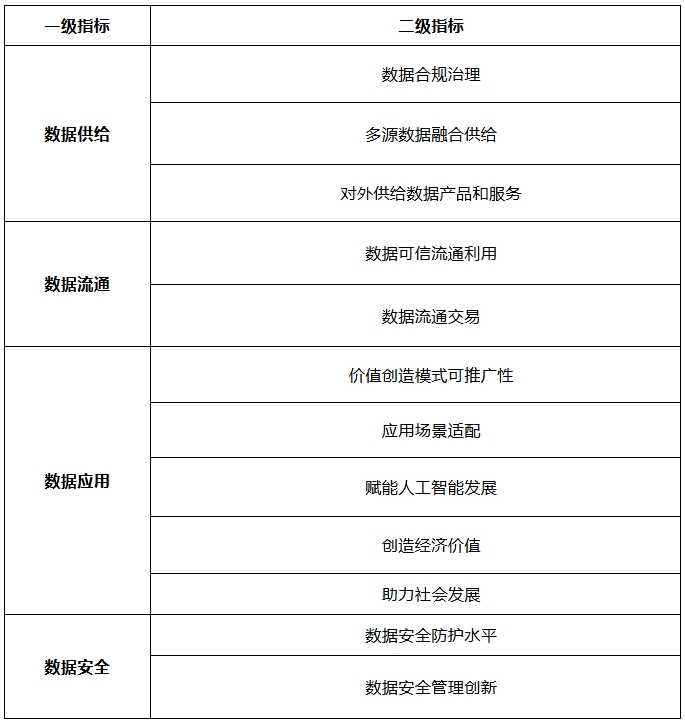 一级指标 二级指标
数据供给
数据合规治理
多源数据融合供给
对外供给数据产品和服务
数据流通
数据可信流通利用
数据流通交易
数据应用
价值创造模式可推广性
应用场景适配
赋能人工智能发展
创造经济价值
助力社会发展
数据安全
数据安全防护水平
数据安全管理创新